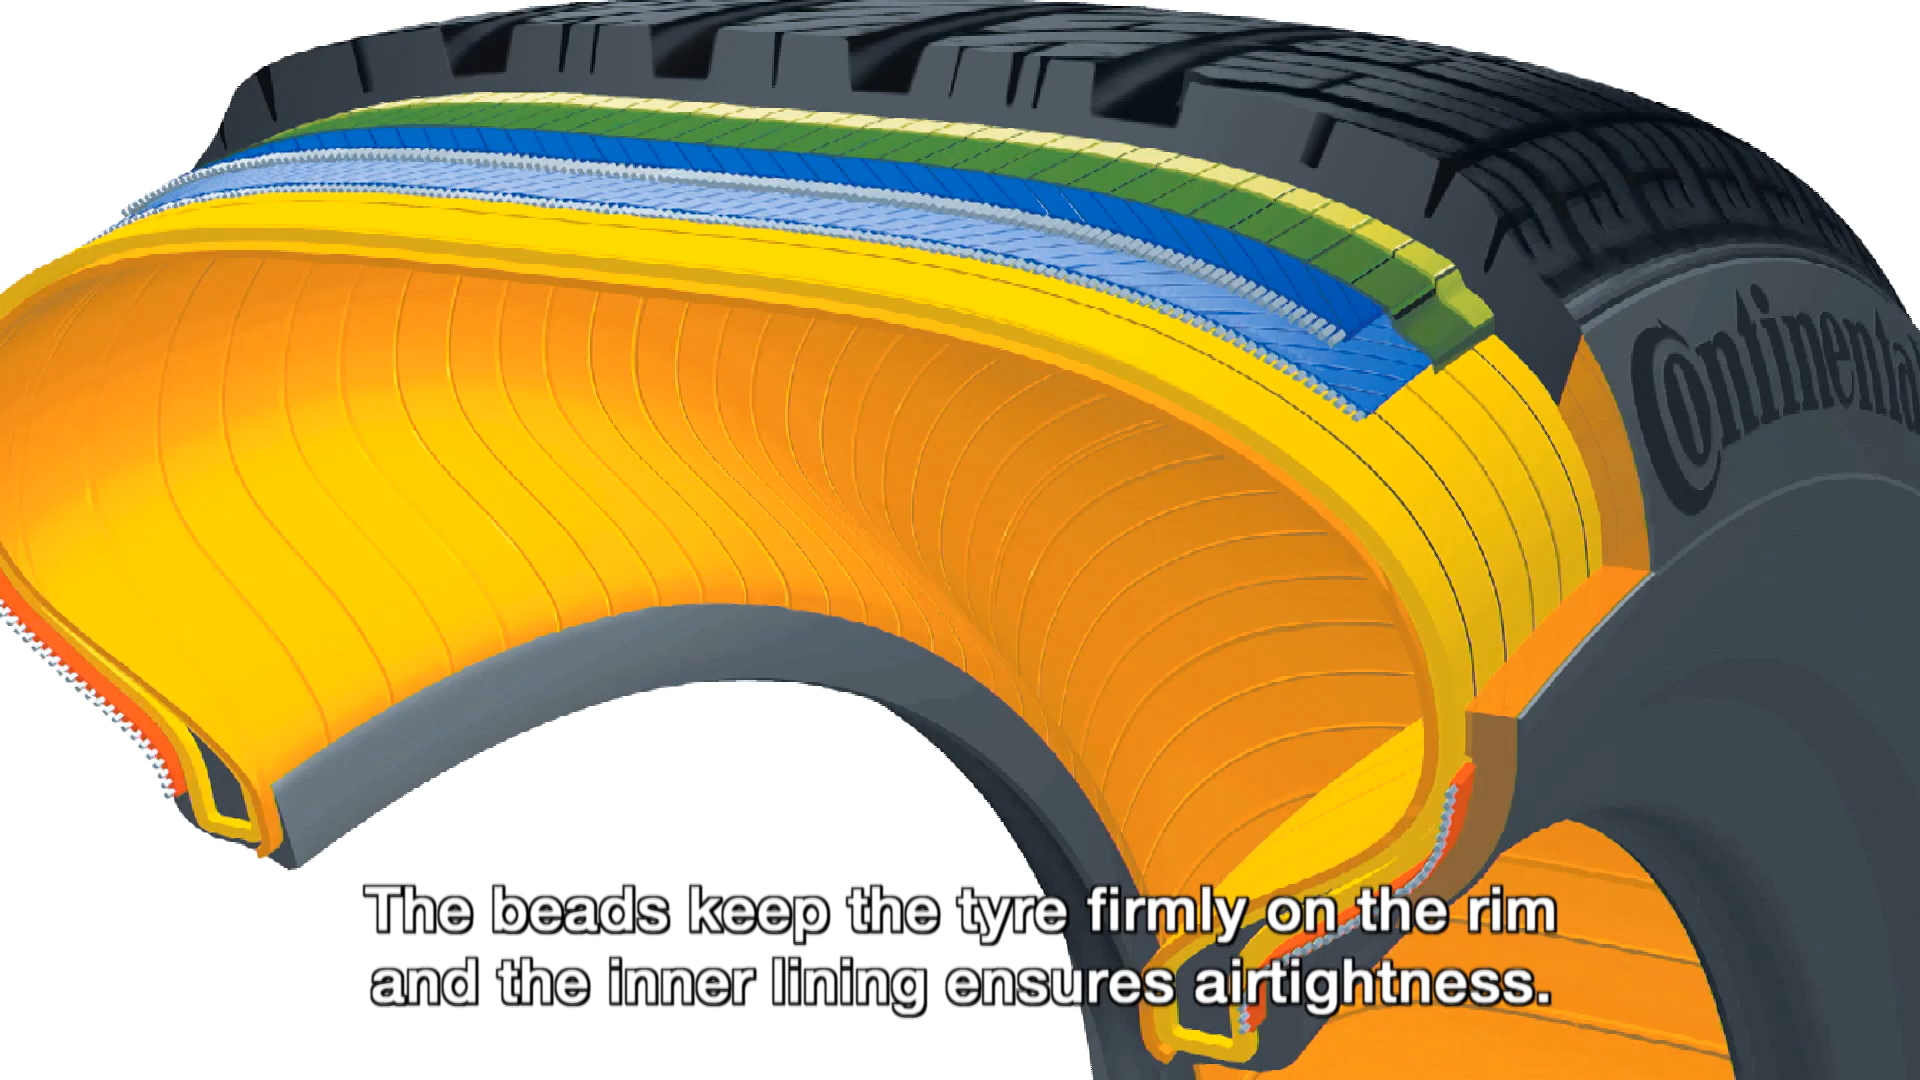 Continental
The beads keep the tyre firmly on the rim
and the inner lining ensures airtightness.